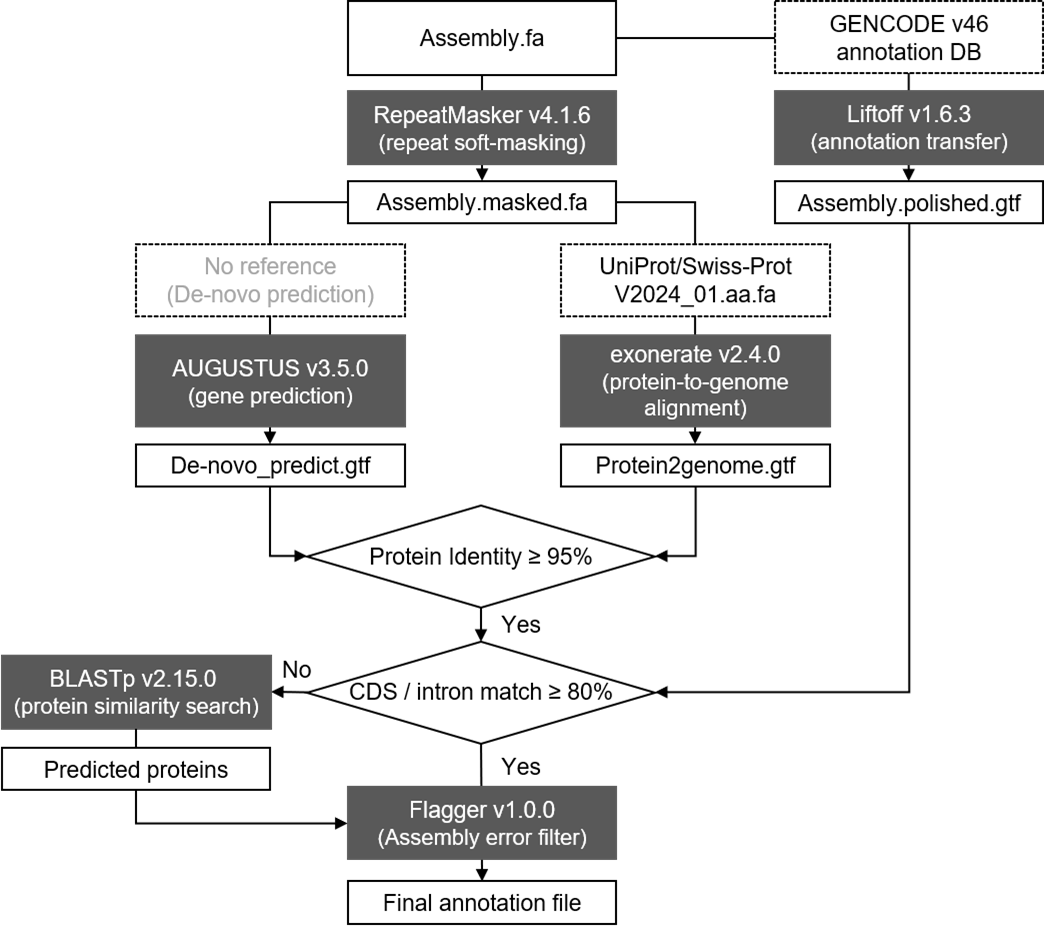 Assembly.fa
GENCODE v46
annotation DB
RepeatMasker v4.1.6
(repeat soft-masking)
Liftoff v1.6.3
(annotation transfer)
Assembly.masked.fa
Assembly.polished.gtf
No reference
(De-novo prediction)
UniProt/Swiss-Prot
V2024_01.aa.fa
AUGUSTUS v3.5.0
(gene prediction)
exonerate v2.4.0
(protein-to-genome
alignment)
De-novo_predict.gtf
Protein2genome.gtf
Protein Identity ≥ 95%
Yes
No
CDS / intron match ≥ 80%
BLASTp v2.15.0
(protein similarity search)
Predicted proteins
Yes
Flagger v1.0.0
(Assembly error filter)
Final annotation file